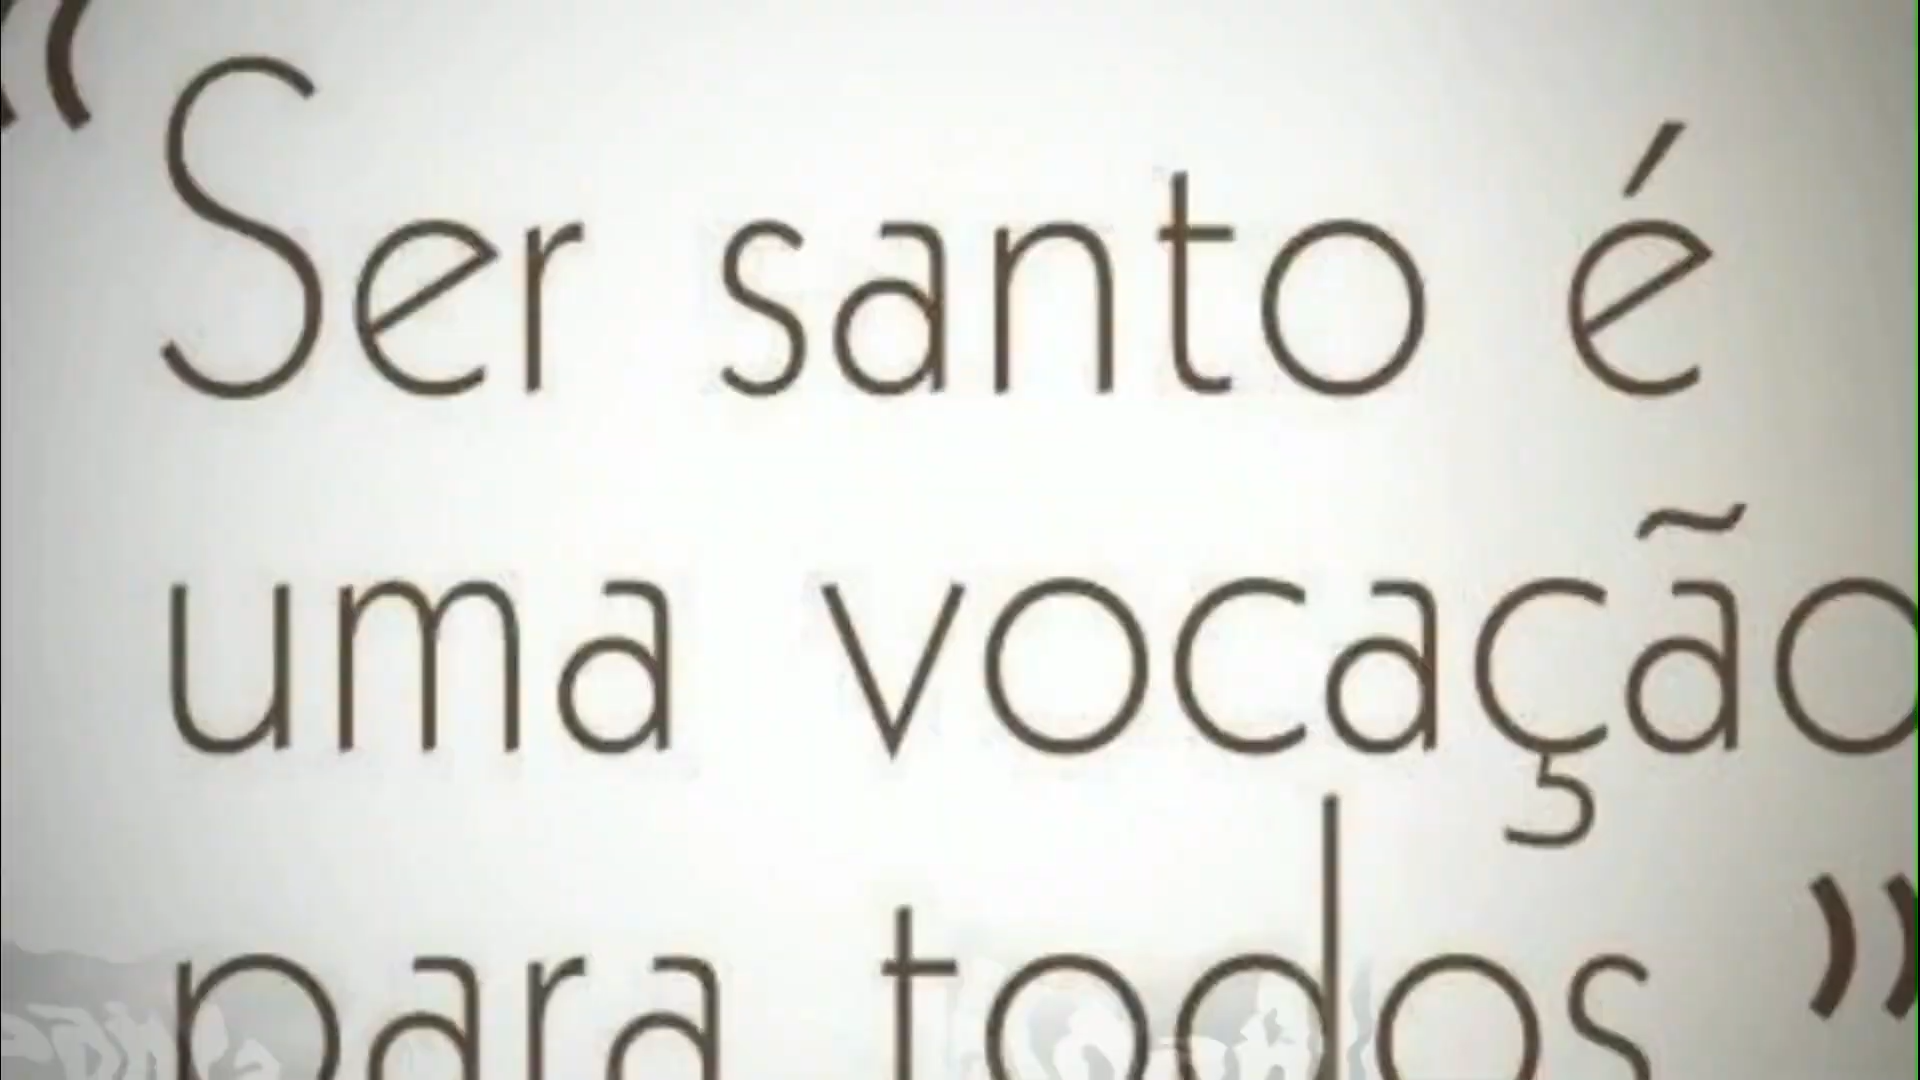 “Ser santo é
uma vocação
para todos”